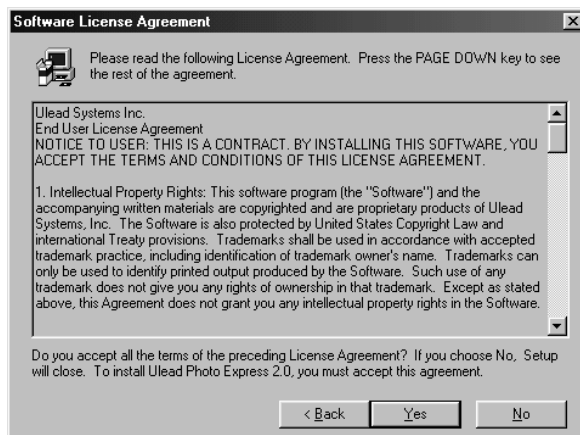 Software License Agreement
Please read the following License Agreement. Press the PAGE DOWN key to see
the rest of the agreement.
Ulead Systems Inc.
End User License Agreement
NOTICE TO USER: THIS IS A CONTRACT. BY INSTALLING THIS SOFTWARE, YOU
ACCEPT THE TERMS AND CONDITIONS OF THIS LICENSE AGREEMENT.
1. Intellectual Property Rights: This software program (the "Software") and the
accompanying written materials are copyrighted and are proprietary products of Ulead
Systems, Inc. The Software is also protected by United States Copyright Law and
international Treaty provisions. Trademarks shall be used in accordance with accepted
trademark practice, including identification of trademark owner's name. Trademarks can
only be used to identify printed output produced by the Software. Such use of any
trademark does not give you any rights of ownership in that trademark. Except as stated
above, this Agreement does not grant you any intellectual property rights in the Software.
Do you accept all the terms of the preceding License Agreement? If you choose No, Setup
will close. To install Ulead Photo Express 2.0, you must accept this agreement.
< Back Yes No